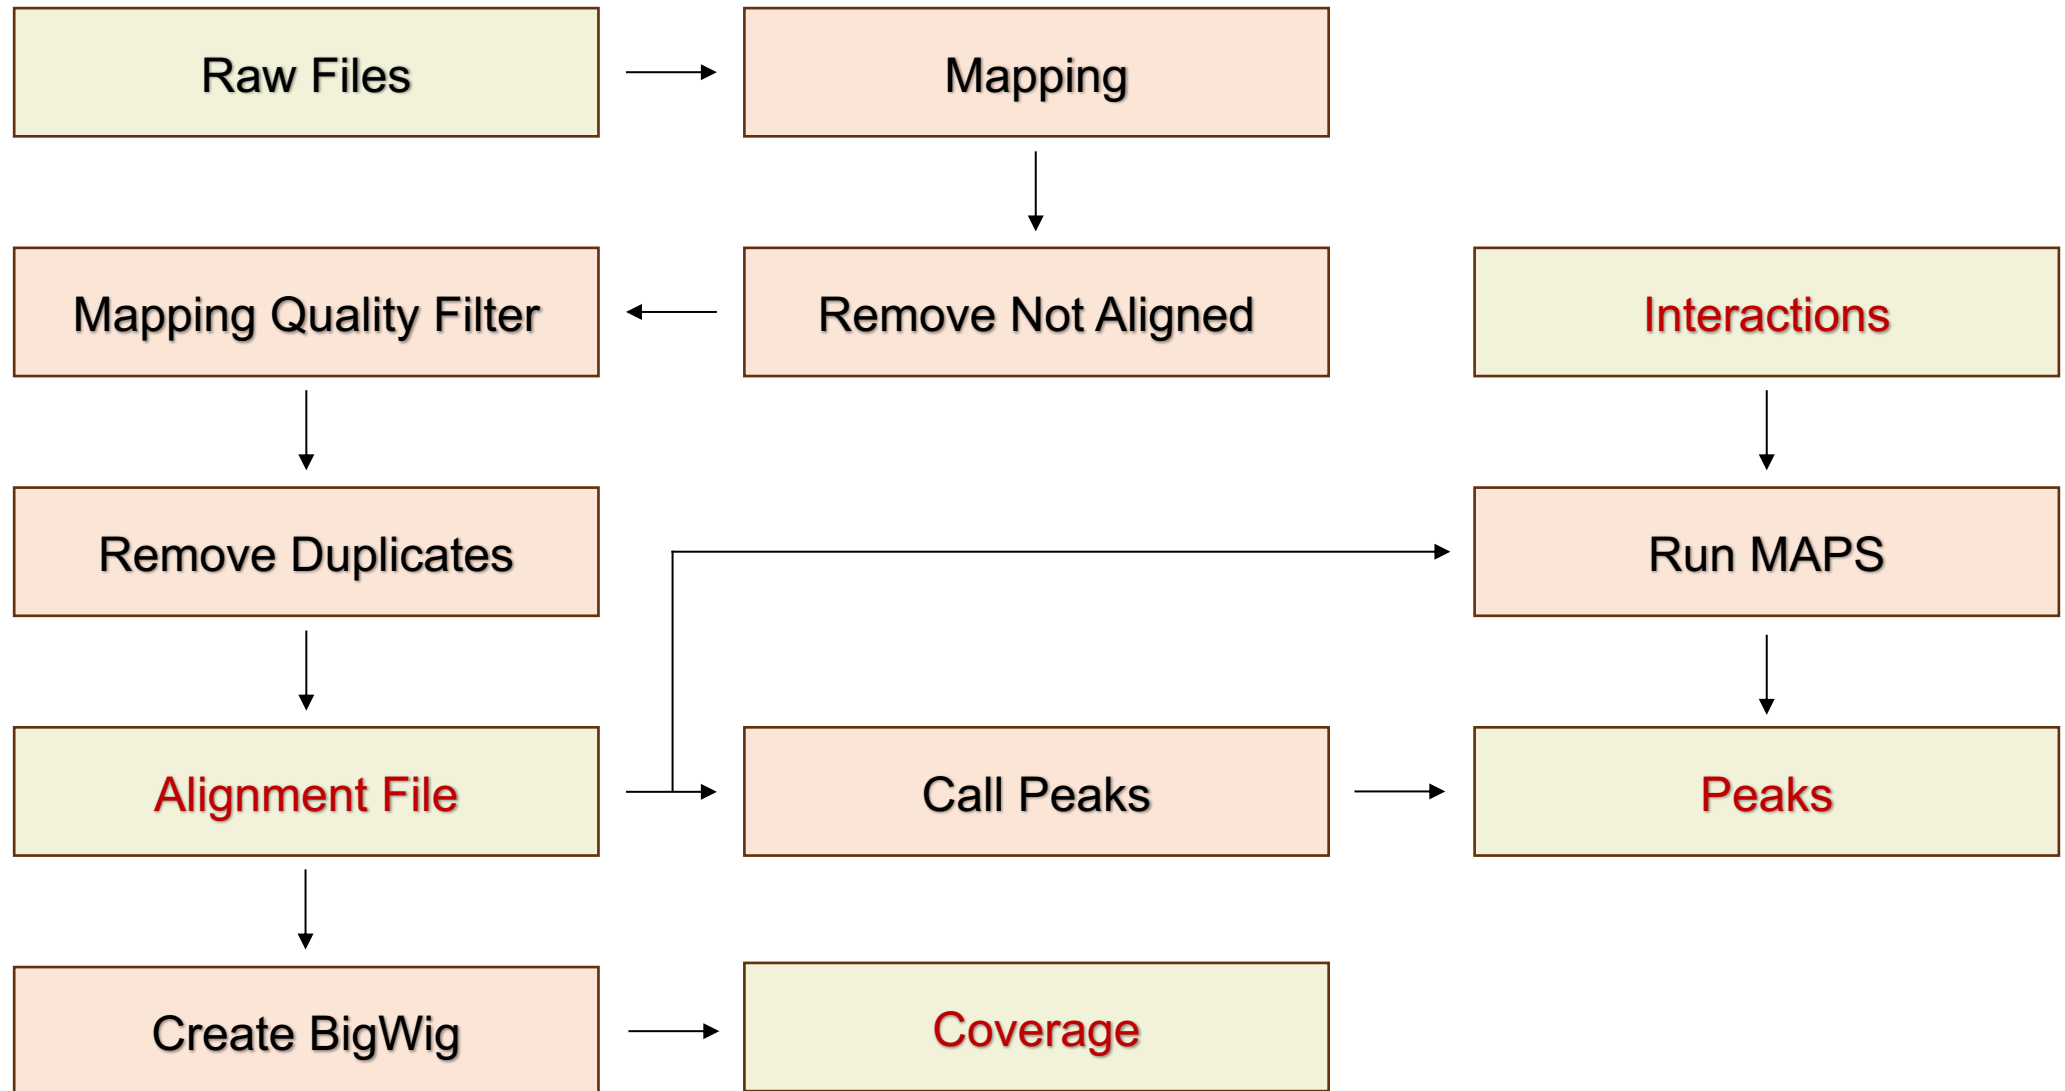 Raw Files
Mapping
Mapping Quality Filter
Remove Not Aligned
Interactions
Remove Duplicates
Run MAPS
Alignment File
Call Peaks
Peaks
Create BigWig
Coverage